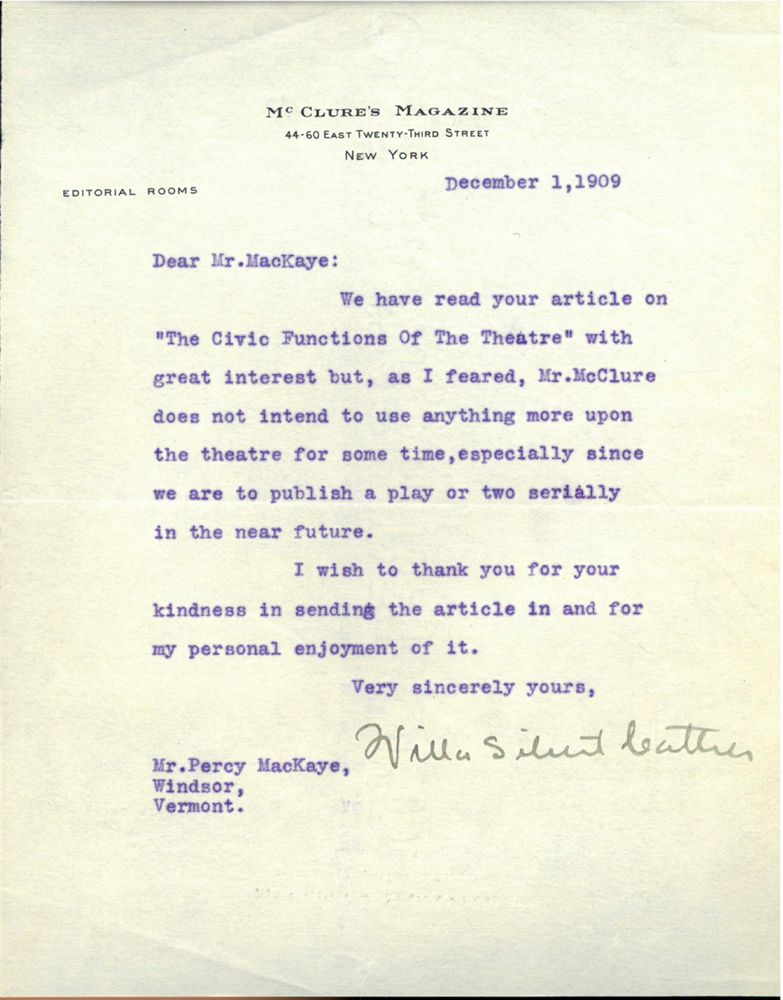 Mc Clure's Magazine
44-60 East Twenty-Third Street
New York
EDITORIAL ROOMS
December 1,1909
Dear Mr.MacKaye:
We have read your article on
"The Civic Functions Of The Theatre" with
great interest but, as I feared, Mr.McClure
does not intend to use anything more upon
the theatre for some time,especially since
we are to publish a play or two serially
in the near future.
I wish to thank you for your
kindness in sending the article in and for
my personal enjoyment of it.
Very sincerely yours,
Willa Sibert Cather
Mr.Percy MacKaye,
Windsor,
Vermont.